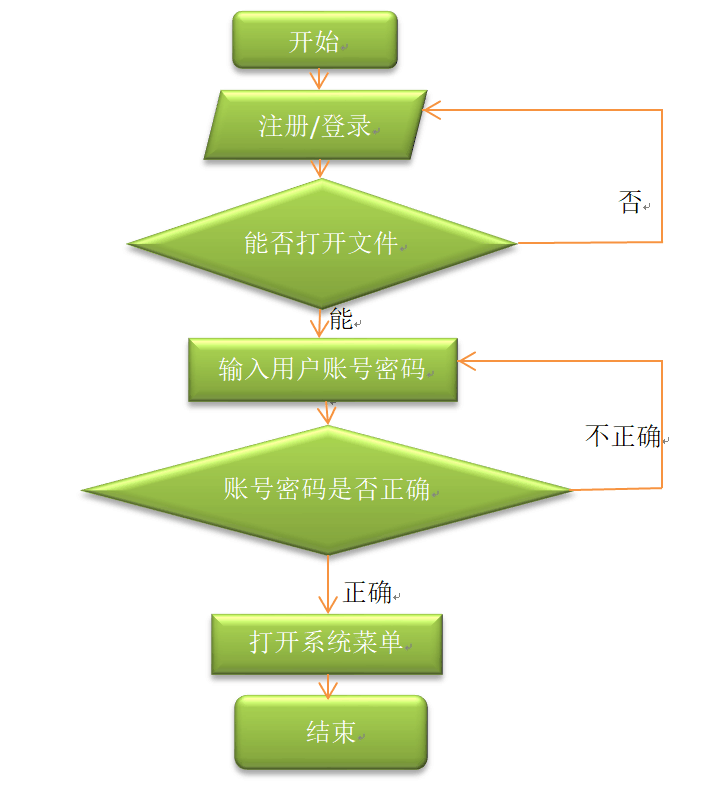 开始
注册/登录
能否打开文件
否
能
输入用户账号密码
不正确
账号密码是否正确
正确
打开系统菜单
结束